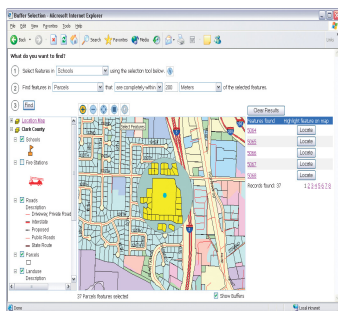 Buffer Selection - Microsoft Internet Explorer
File Edit View Favorites Tools Help
Back Search Favorites Media
What do you want to find?
1 Select features in Schools using the selection tool below.
2 Find features in Parcels that are completely within 200 Meters of the selected features.
3 Find
Clear Results
Features found Highlight feature on map
Locate
Locate
Locate
Locate
Locate
Records found: 37 1 2 3 4 5 6 7 8
Location Map
Clark County
Schools
Fire Stations
Roads
Description
Driveway, Private Road
Interstate
Proposed
Public Roads
State Route
Parcels
Landuse
Description
Select Features
37 Parcels features selected
Show Buffers
Done
Local intranet